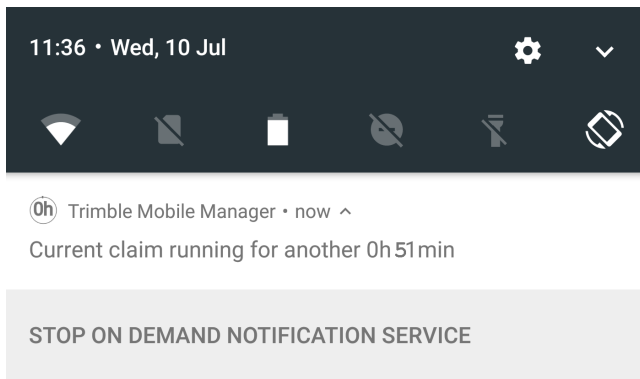 11:36 • Wed, 10 Jul
0h Trimble Mobile Manager • now
Current claim running for another 0h 51min
STOP ON DEMAND NOTIFICATION SERVICE